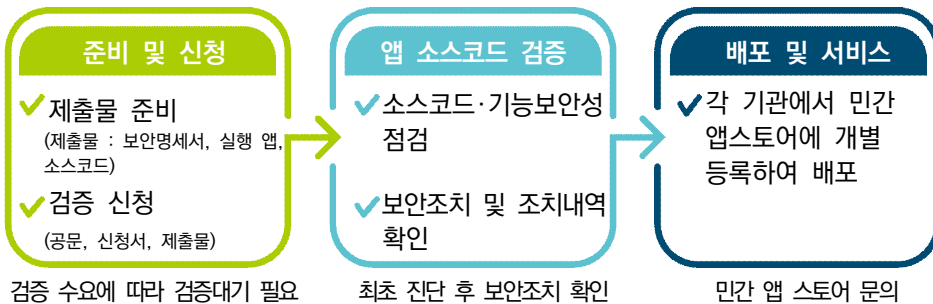 준비 및 신청
제출물 준비
(제출물 : 보안명세서, 실행 앱,
소스코드)
검증 신청
(공문, 신청서, 제출물)
검증 수요에 따라 검증대기 필요
앱 소스코드 검증
소스코드·기능보안성
점검
보안조치 및 조치내역
확인
최초 진단 후 보안조치 확인
배포 및 서비스
각 기관에서 민간
앱스토어에 개별
등록하여 배포
민간 앱 스토어 문의